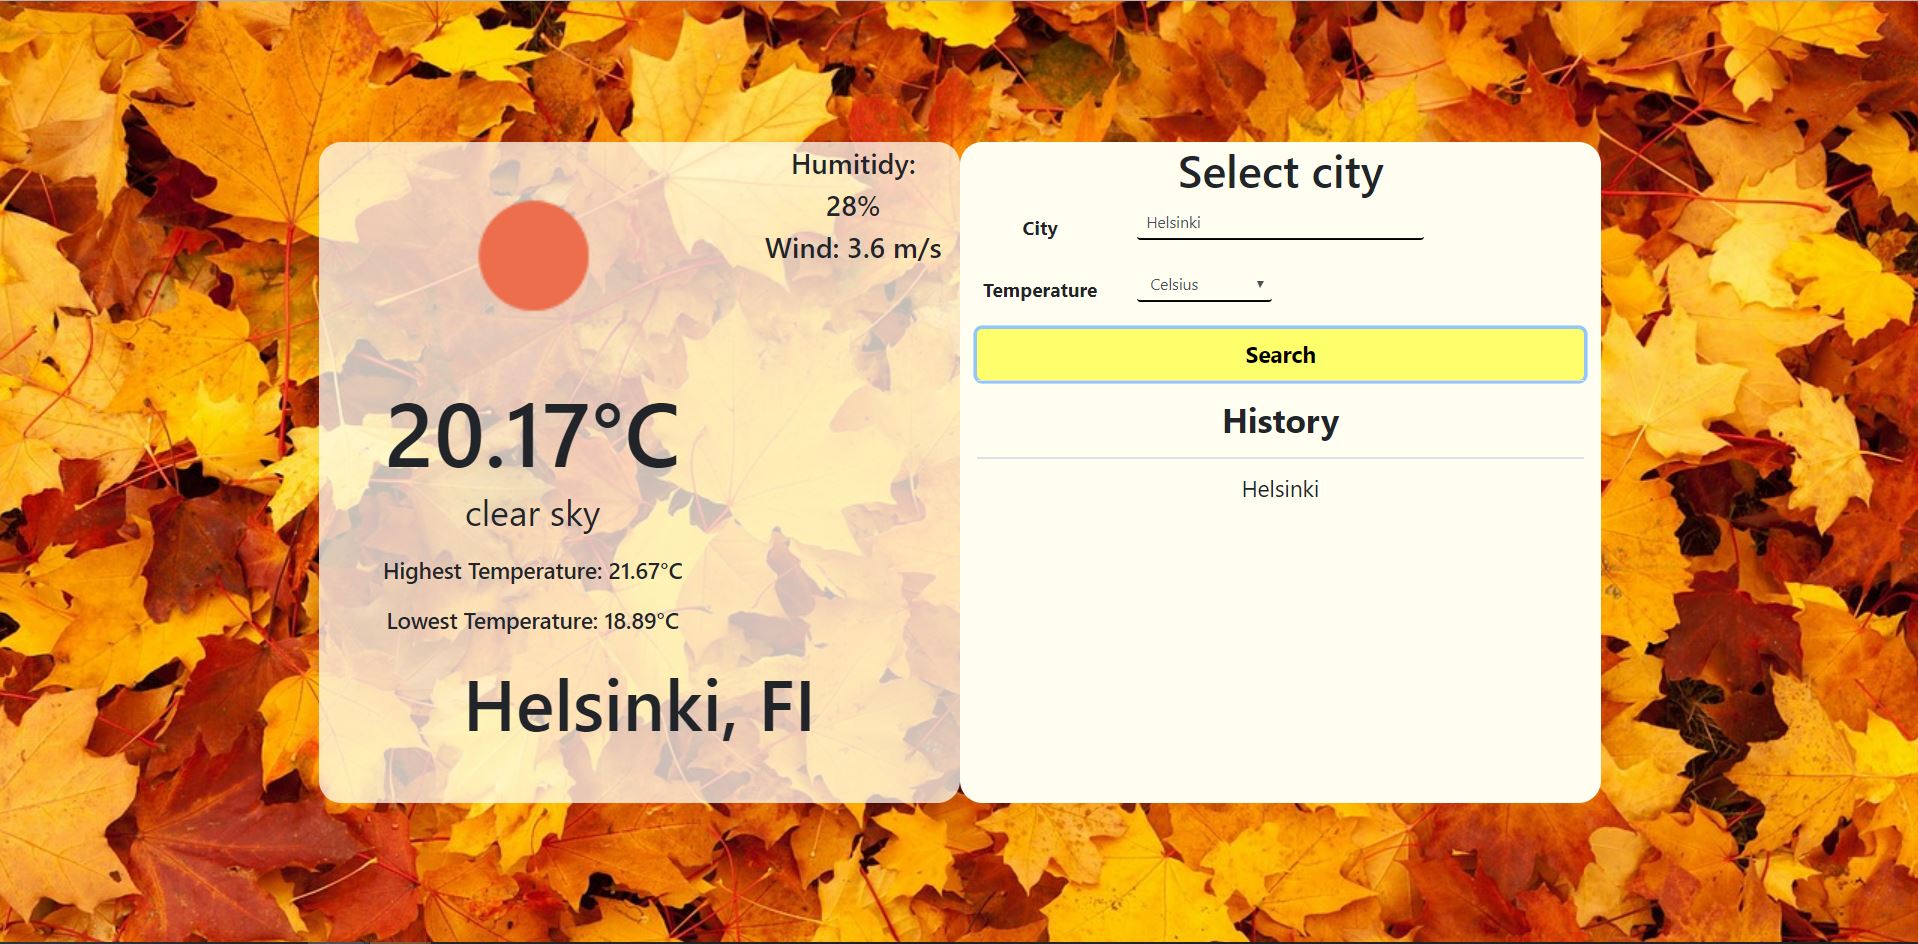 Humitidy:
28%
Wind: 3.6 m/s
20.17°C
clear sky
Highest Temperature: 21.67°C
Lowest Temperature: 18.89°C
Helsinki, FI
Select city
City
Helsinki
Temperature
Celsius
Search
History
Helsinki